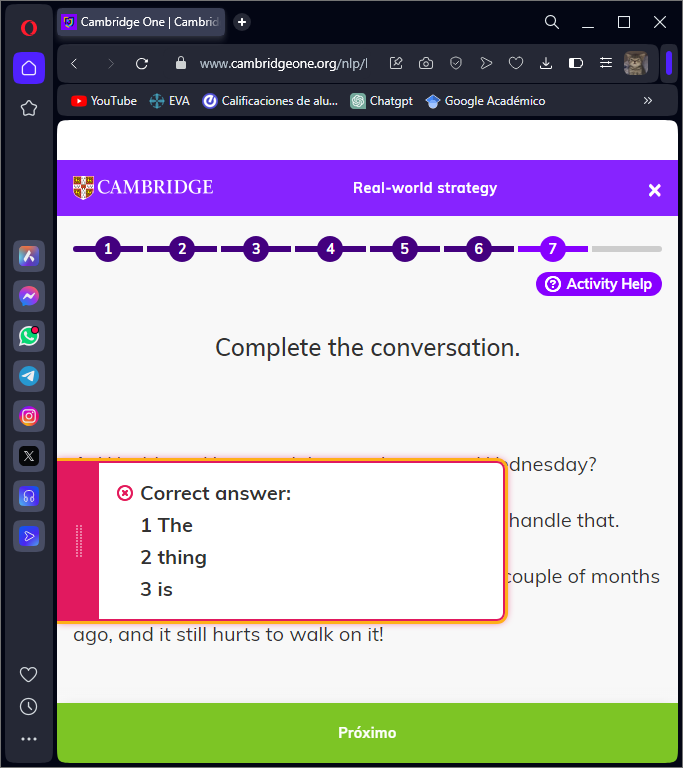 Cambridge One | Cambrid
www.cambridgeone.org/nlp/l
YouTube
EVA
Calificaciones de alu...
Chatgpt
Google Académico
»
CAMBRIDGE
Real-world strategy
1 2 3 4 5 6 7
Activity Help
Complete the conversation.
Wednesday?
handle that.
couple of months
ago, and it still hurts to walk on it!
Correct answer:
1 The
2 thing
3 is
Próximo